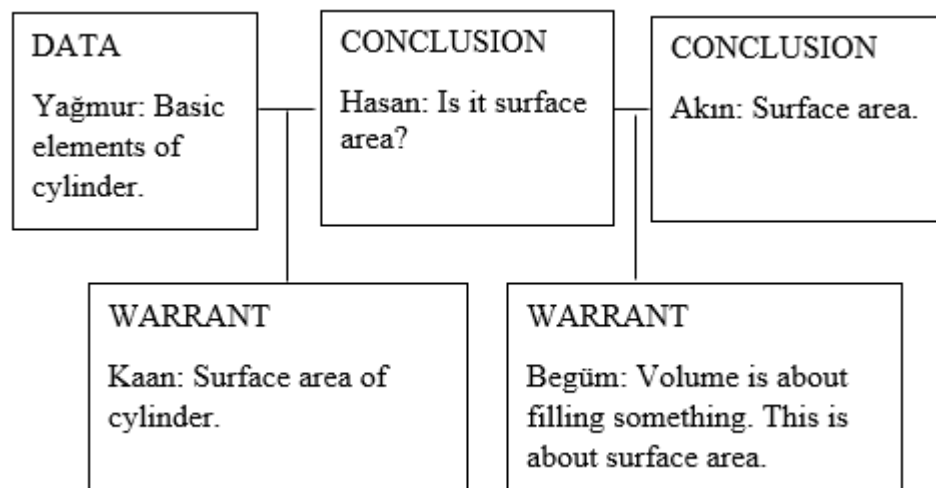 DATA
Yağmur: Basic
elements of
cylinder.
CONCLUSION
Hasan: Is it surface
area?
CONCLUSION
Akın: Surface area.
WARRANT
Kaan: Surface area of
cylinder.
WARRANT
Begüm: Volume is about
filling something. This is
about surface area.